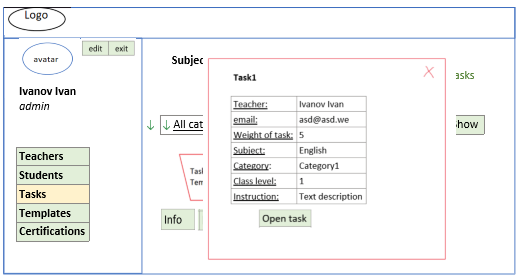 Logo
edit exit
avatar
Ivanov Ivan
admin
Teachers
Students
Tasks
Templates
Certifications
Subjec
asks
↓ ↓ All cat
how
Info
Task1
X
Teacher: Ivanov Ivan
email: asd@asd.we
Weight of task: 5
Subject: English
Category: Category1
Class level: 1
Instruction: Text description
Open task